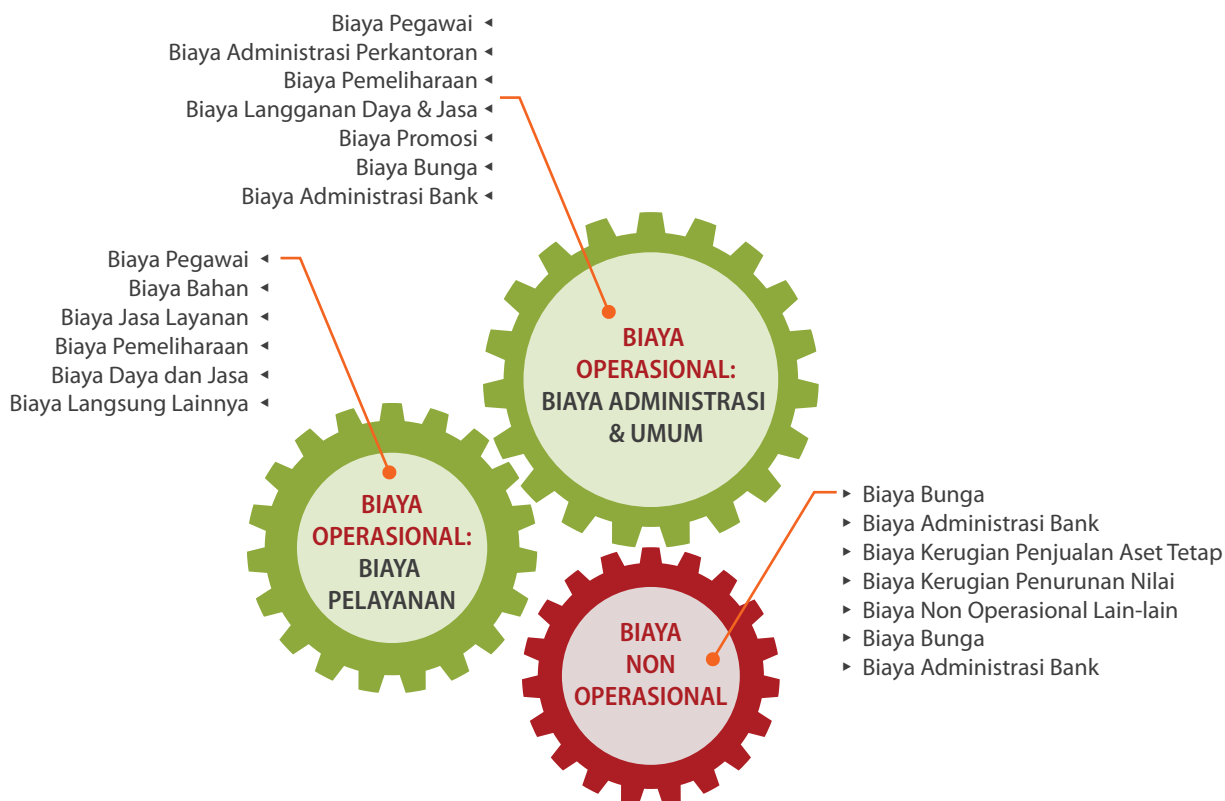 Biaya Pegawai
Biaya Administrasi Perkantoran
Biaya Pemeliharaan
Biaya Langganan Daya & Jasa
Biaya Promosi
Biaya Bunga
Biaya Administrasi Bank
Biaya Pegawai
Biaya Bahan
Biaya Jasa Layanan
Biaya Pemeliharaan
Biaya Daya dan Jasa
Biaya Langsung Lainnya
BIAYA
OPERASIONAL:
BIAYA ADMINISTRASI
& UMUM
BIAYA
OPERASIONAL:
BIAYA
PELAYANAN
BIAYA
NON
OPERASIONAL
Biaya Bunga
Biaya Administrasi Bank
Biaya Kerugian Penjualan Aset Tetap
Biaya Kerugian Penurunan Nilai
Biaya Non Operasional Lain-lain
Biaya Bunga
Biaya Administrasi Bank